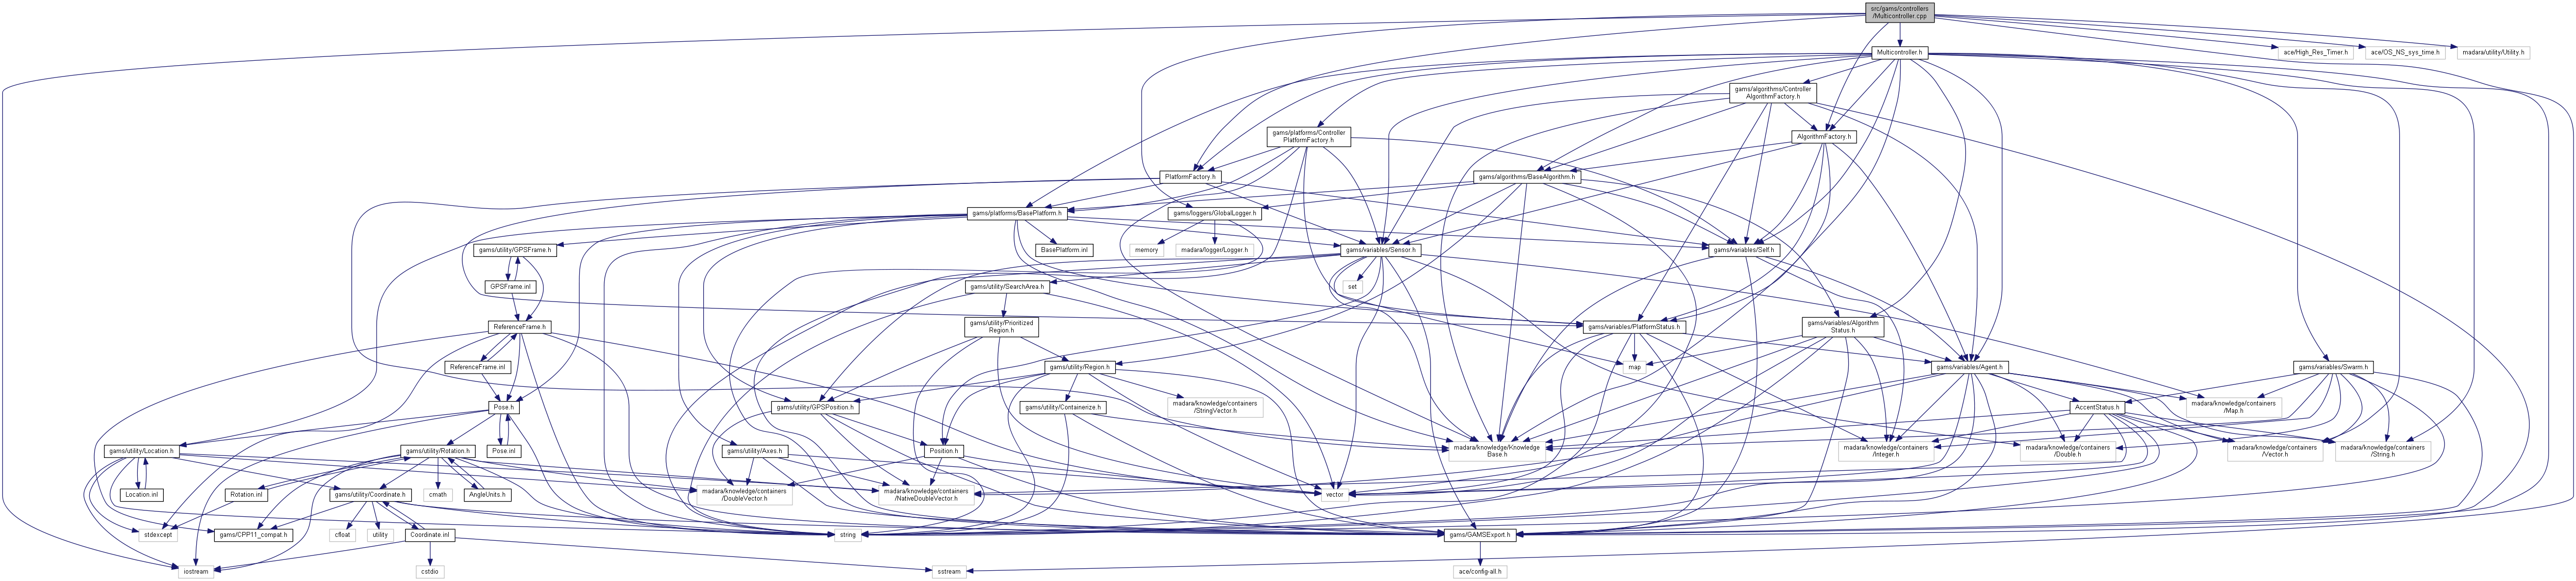 src/gams/controllers
/Multicontroller.cpp
Multicontroller.h
ace/High_Res_Timer.h
ace/OS_NS_sys_time.h
madara/utility/Utility.h
gams/algorithms/Controller
AlgorithmFactory.h
gams/platforms/Controller
PlatformFactory.h
AlgorithmFactory.h
PlatformFactory.h
gams/algorithms/BaseAlgorithm.h
gams/platforms/BasePlatform.h
gams/loggers/GlobalLogger.h
gams/utility/GPSFrame.h
BasePlatform.inl
memory
madara/logger/Logger.h
gams/variables/Sensor.h
gams/variables/Self.h
GPSFrame.inl
gams/utility/SearchArea.h
set
ReferenceFrame.h
gams/utility/Prioritized
Region.h
gams/variables/PlatformStatus.h
gams/variables/Algorithm
Status.h
ReferenceFrame.inl
gams/utility/Region.h
map
gams/variables/Agent.h
gams/variables/Swarm.h
Pose.h
gams/utility/GPSPosition.h
gams/utility/Containerize.h
madara/knowledge/containers
/StringVector.h
AccentStatus.h
madara/knowledge/containers
/Map.h
gams/utility/Location.h
gams/utility/Rotation.h
Pose.inl
gams/utility/Axes.h
Position.h
madara/knowledge/Knowledge
Base.h
madara/knowledge/containers
/Integer.h
madara/knowledge/containers
/Double.h
madara/knowledge/containers
/Vector.h
madara/knowledge/containers
/String.h
Location.inl
Rotation.inl
gams/utility/Coordinate.h
cmath
AngleUnits.h
madara/knowledge/containers
/DoubleVector.h
madara/knowledge/containers
/NativeDoubleVector.h
vector
stdexcept
gams/CPP11_compat.h
cfloat
utility
Coordinate.inl
string
gams/GAMSExport.h
iostream
cstdio
sstream
ace/config-all.h